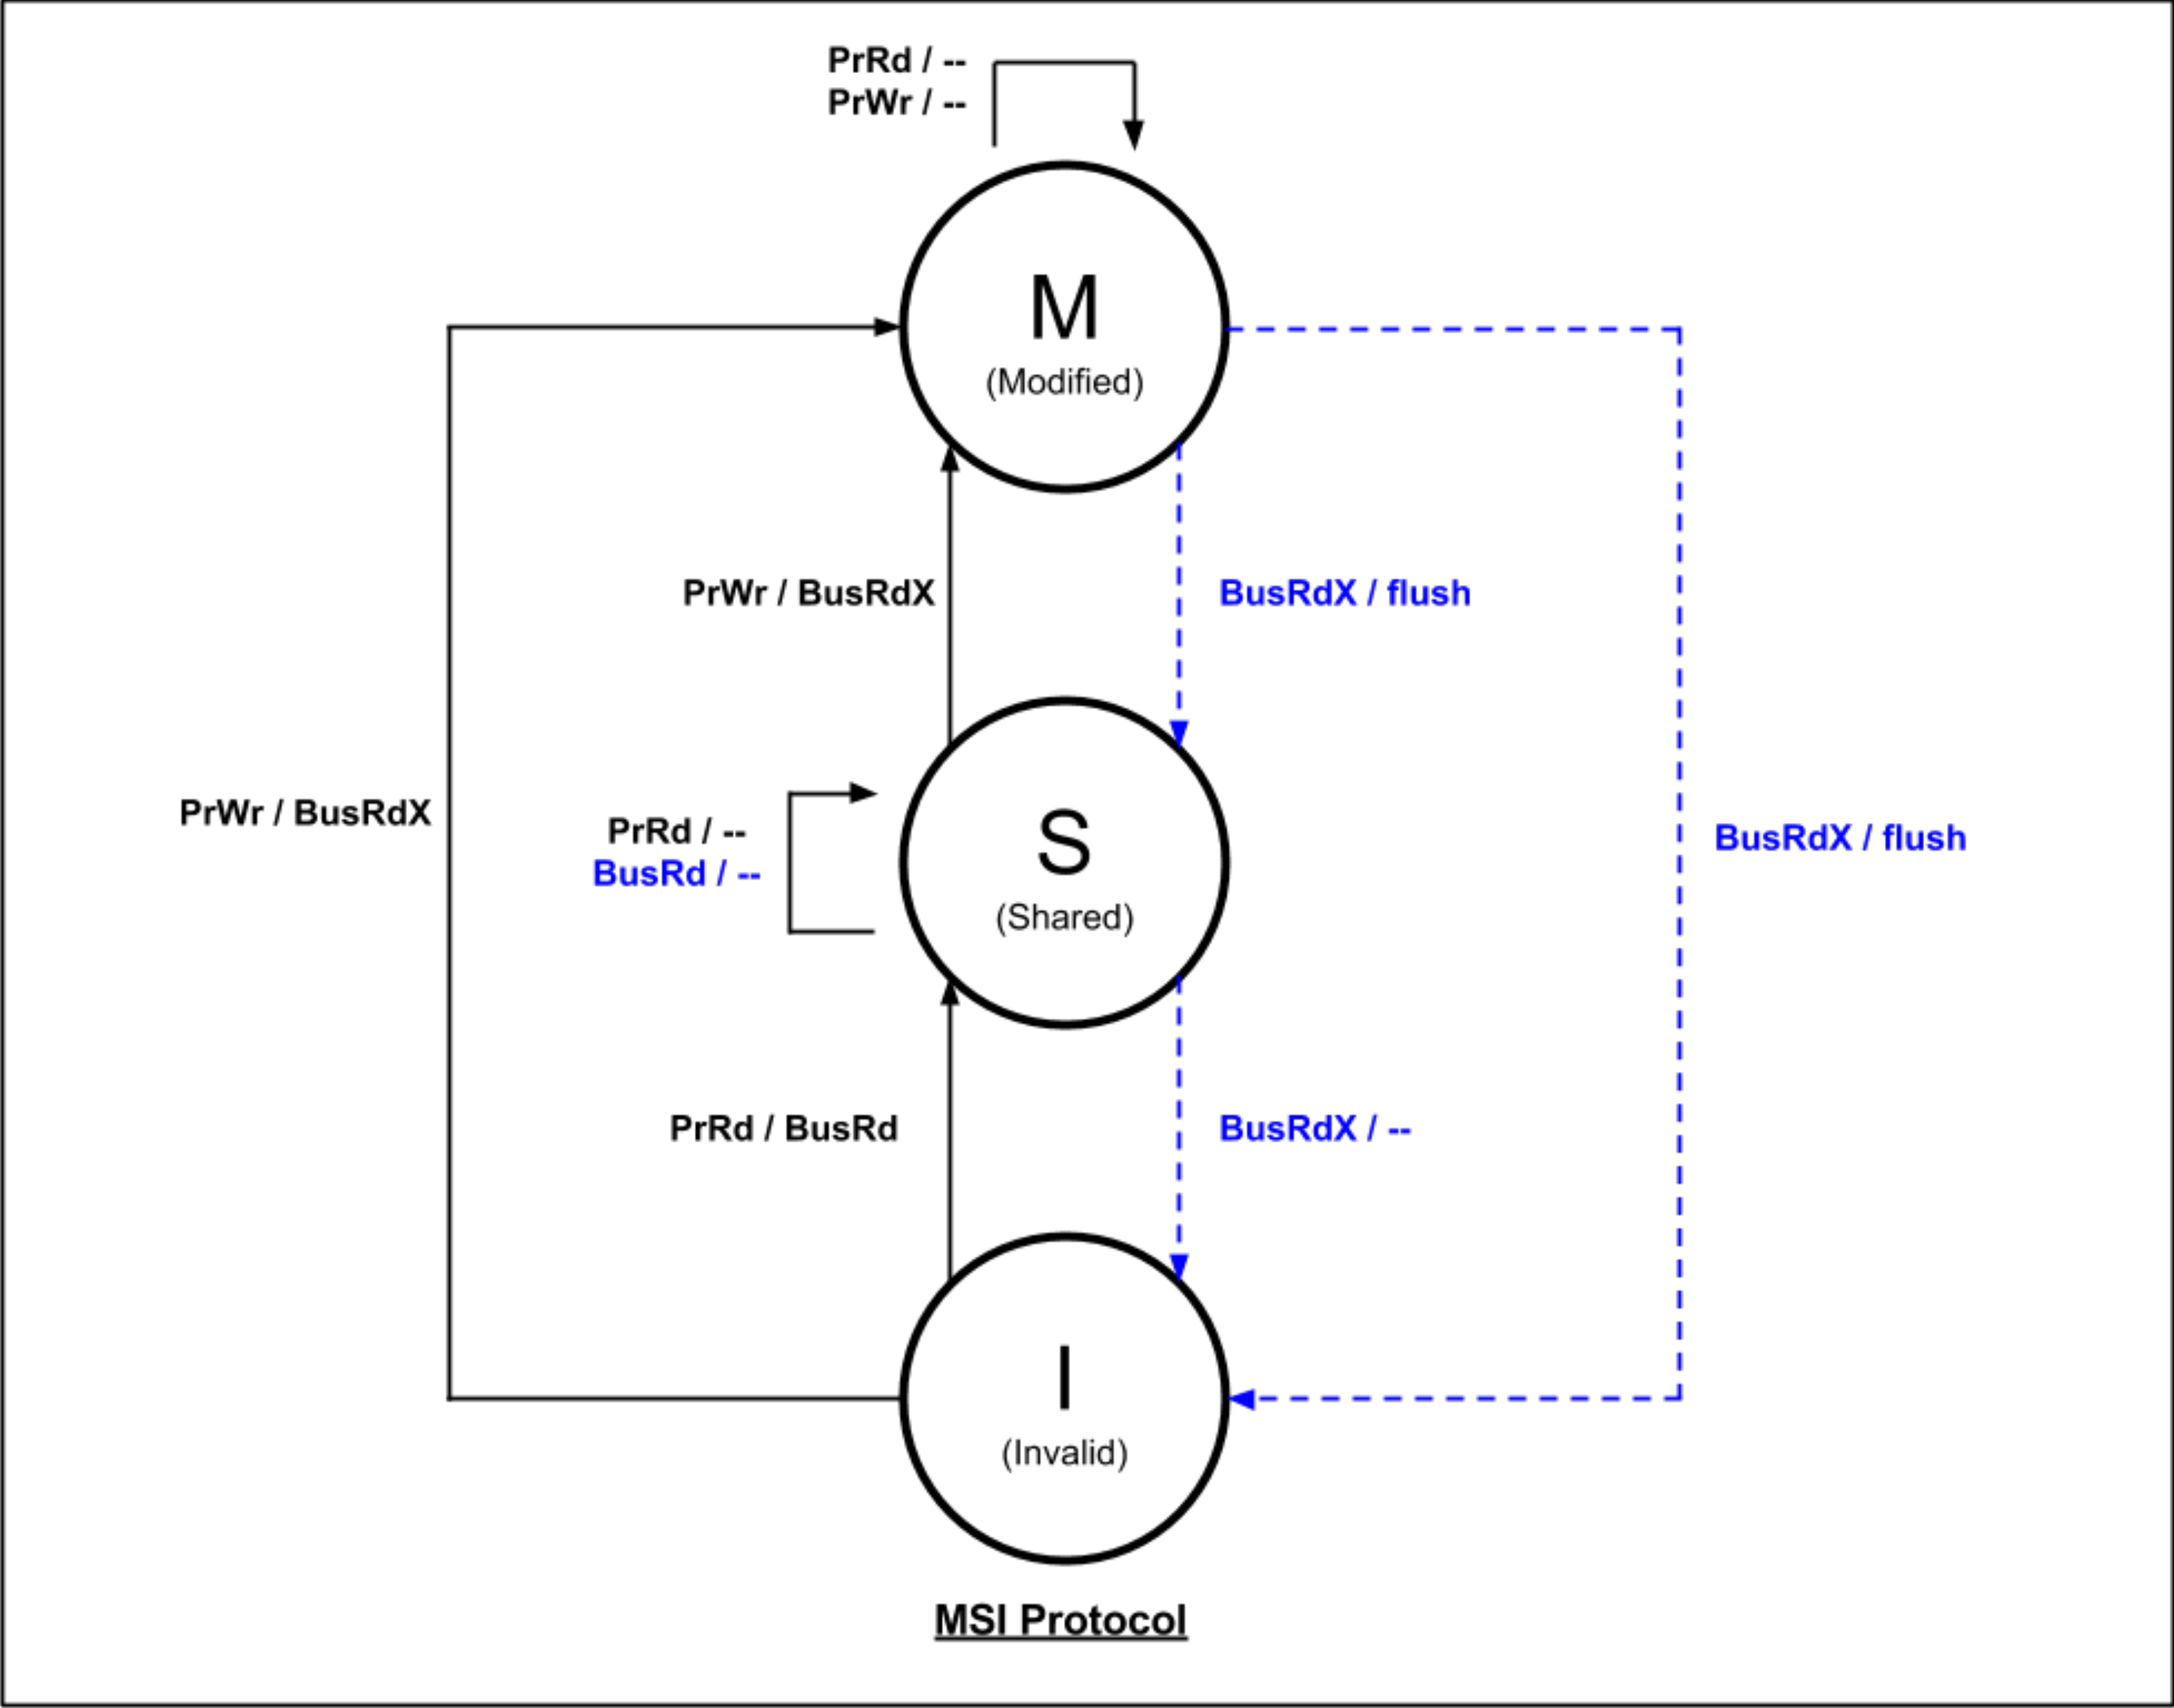 PrRd / --
PrWr / --
M
(Modified)
PrWr / BusRdX
BusRdX / flush
PrWr / BusRdX
PrRd / --
BusRd / --
S
(Shared)
BusRdX / flush
PrRd / BusRd
BusRdX / --
I
(Invalid)
MSI Protocol